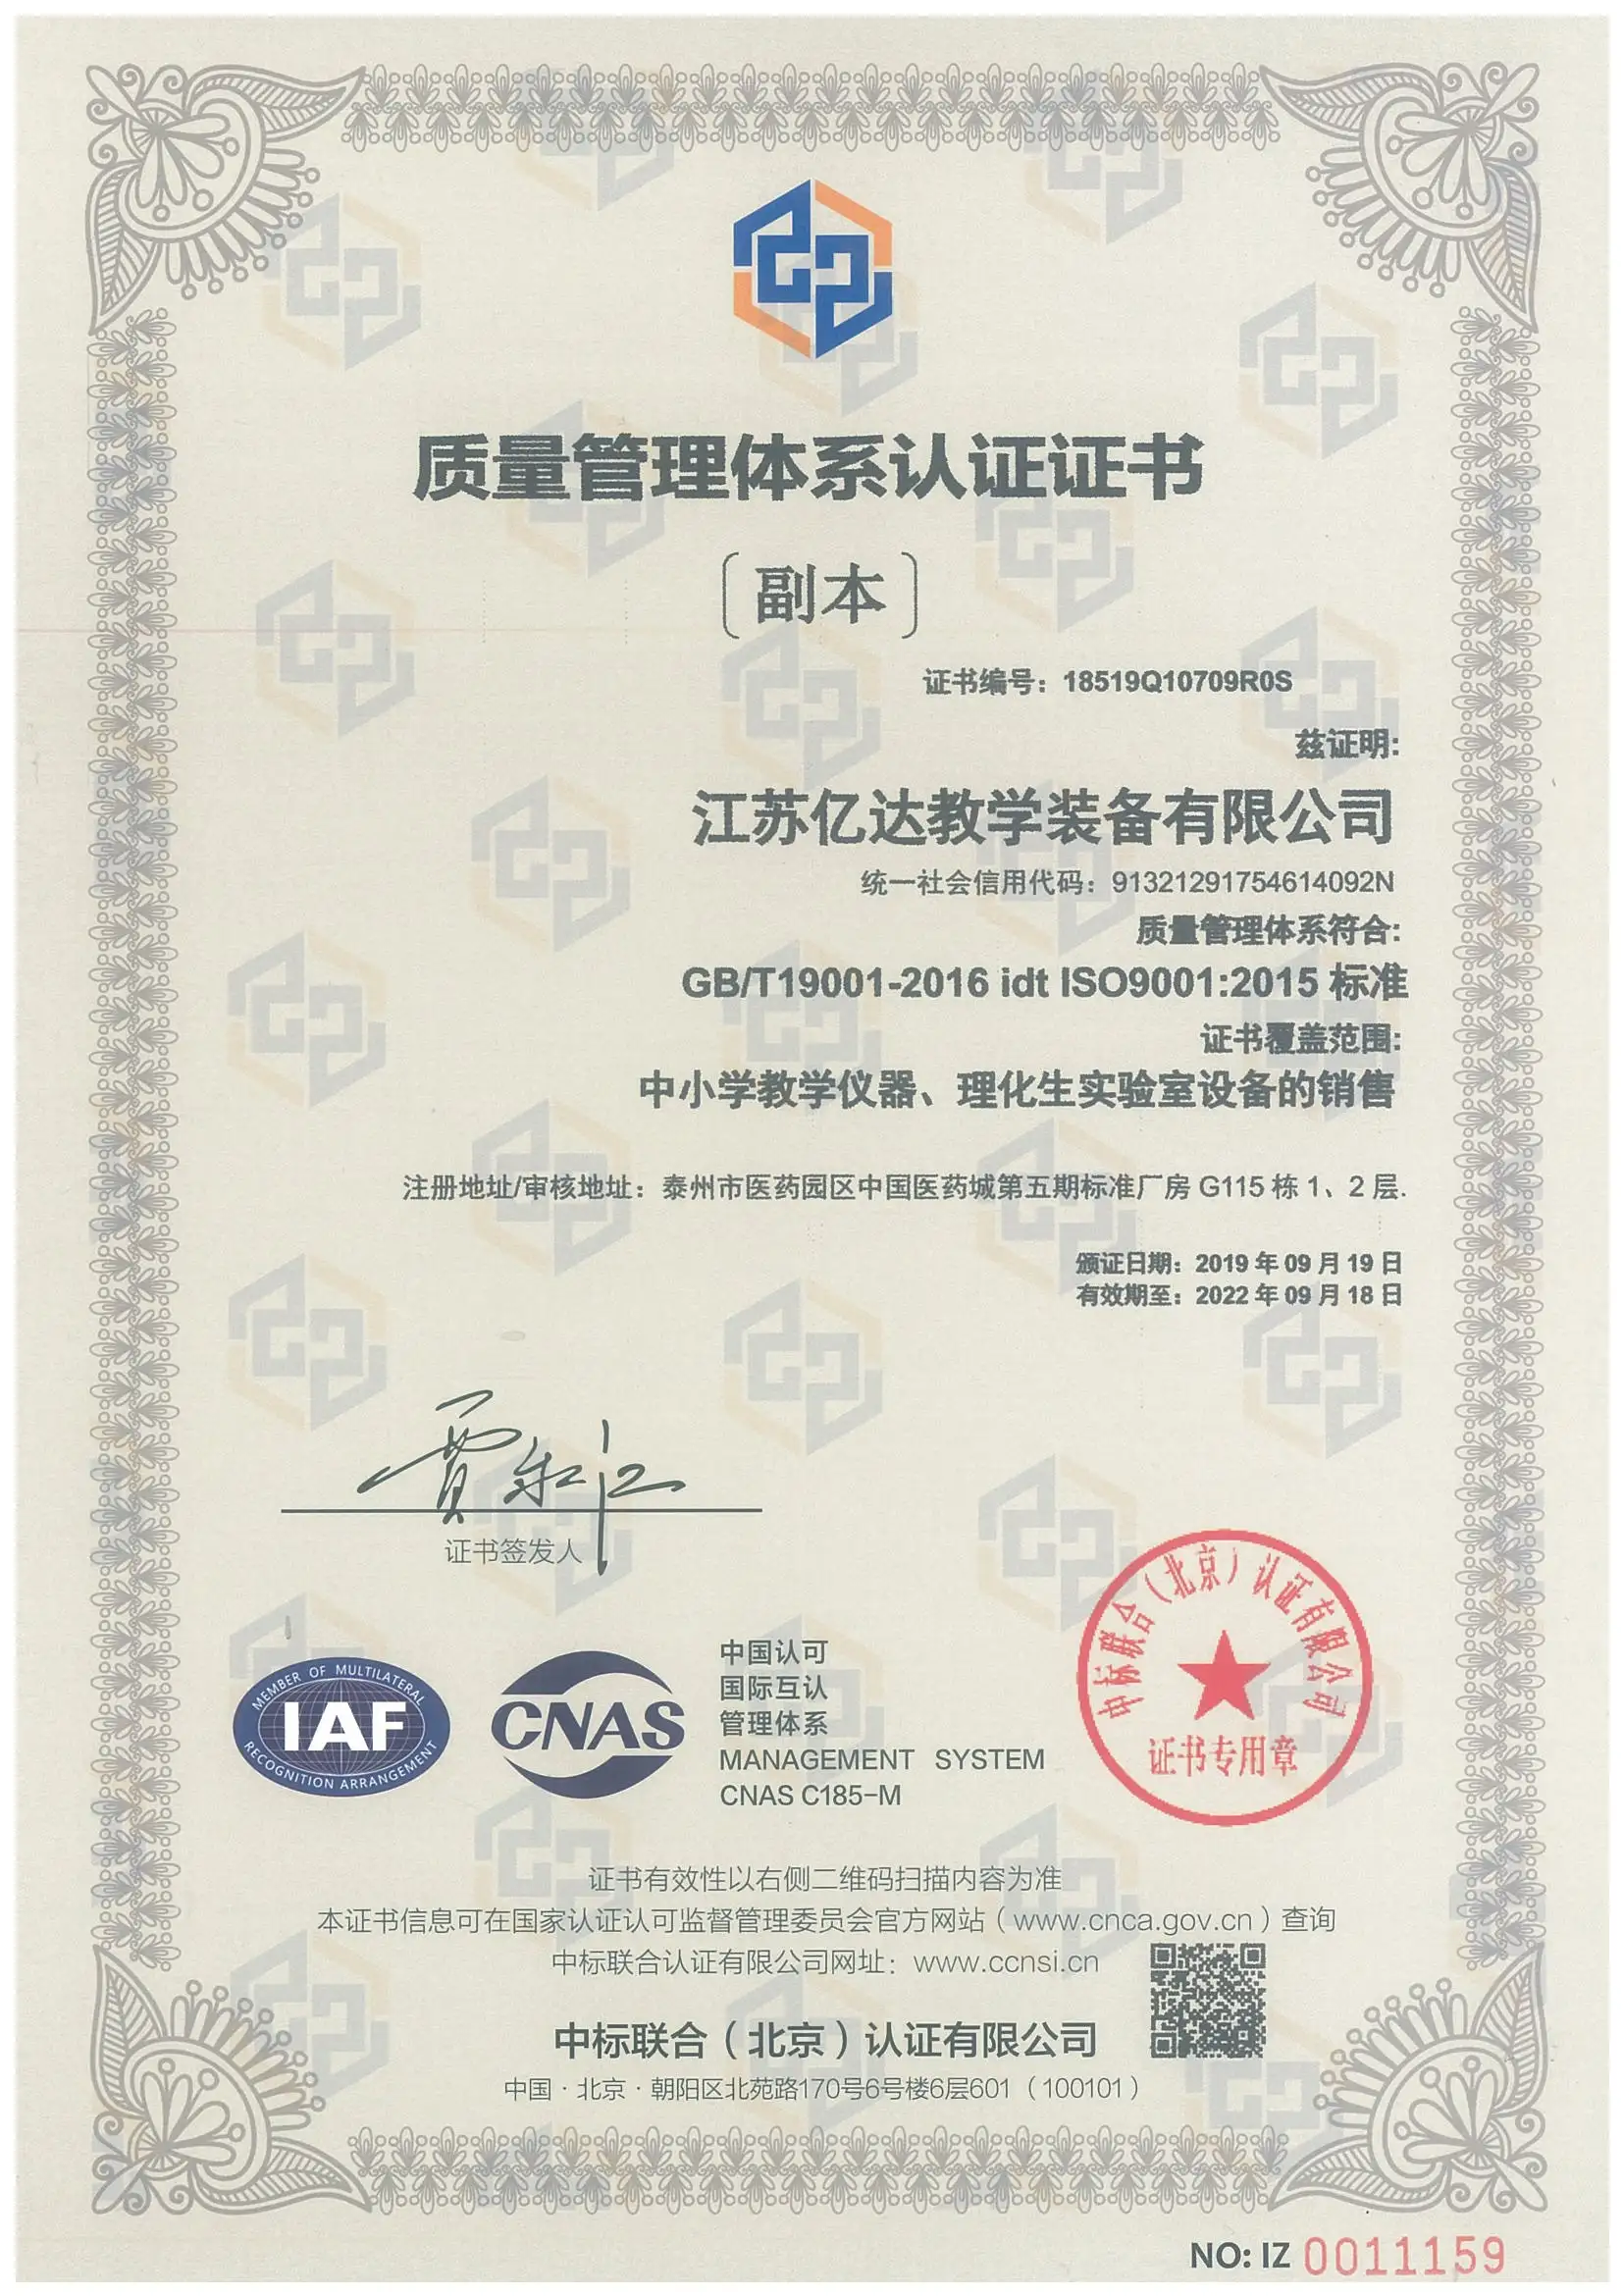 质量管理体系认证证书
〔副本〕
证书编号：18519Q10709R0S
兹证明:
江苏亿达教学装备有限公司
统一社会信用代码：91321291754614092N
质量管理体系符合:
GB/T19001-2016 idt ISO9001:2015 标准
证书覆盖范围:
中小学教学仪器、理化生实验室设备的销售
注册地址/审核地址：泰州市医药园区中国医药城第五期标准厂房 G115 栋 1、2 层.
颁证日期：2019 年 09 月 19 日
有效期至：2022 年 09 月 18 日
证书签发人
MEMBER OF MULTILATERAL
IAF
RECOGNITION ARRANGEMENT
CNAS
中国认可
国际互认
管理体系
MANAGEMENT SYSTEM
CNAS C185-M
中标联合（北京）认证有限公司
证书专用章
证书有效性以右侧二维码扫描内容为准
本证书信息可在国家认证认可监督管理委员会官方网站（www.cnca.gov.cn）查询
中标联合认证有限公司网址：www.ccnsi.cn
中标联合（北京）认证有限公司
中国·北京·朝阳区北苑路170号6号楼6层601（100101）
NO: IZ 0011159